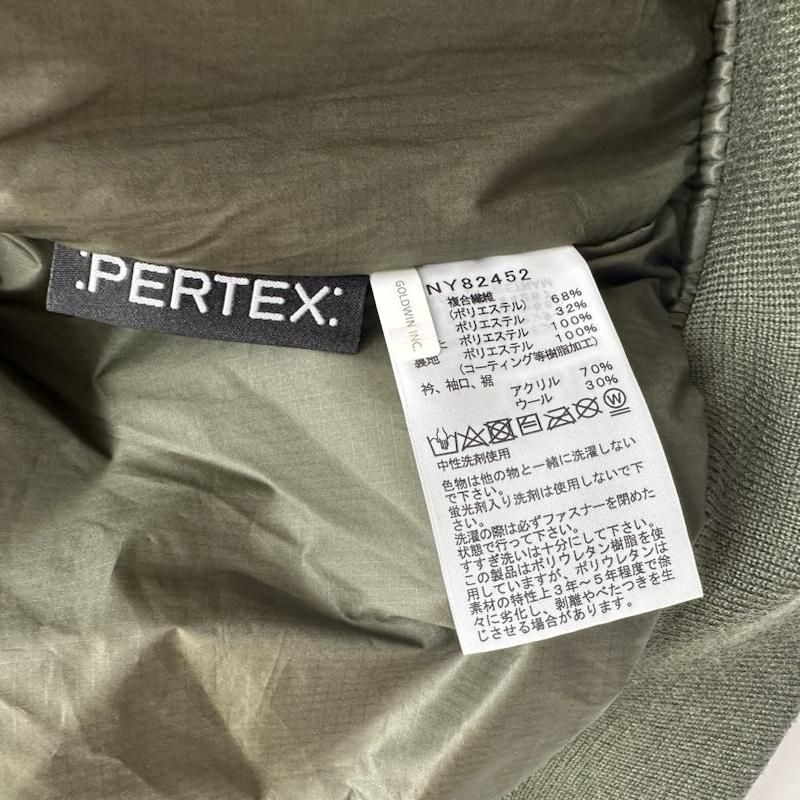 :PERTEX:
GOLDWIN INC.
NY82452
複合繊維
(ポリエステル) 68%
ポリエステル 32%
ポリエステル 100%
裏地 ポリエステル 100%
(コーティング等樹脂加工)
衿、袖口、裾
アクリル 70%
ウール 30%
W
中性洗剤使用
色物は他の物と一緒に洗濯しない
で下さい。
蛍光剤入り洗剤は使用しないで下
さい。
洗濯の際は必ずファスナーを閉めた
状態で行って下さい。
すすぎ洗いは十分にして下さい。
この製品はポリウレタン樹脂を使
用していますが、ポリウレタンは
素材の特性上3年～5年程度で徐
々に劣化し、剥離やべたつきを生
じさせる場合があります。